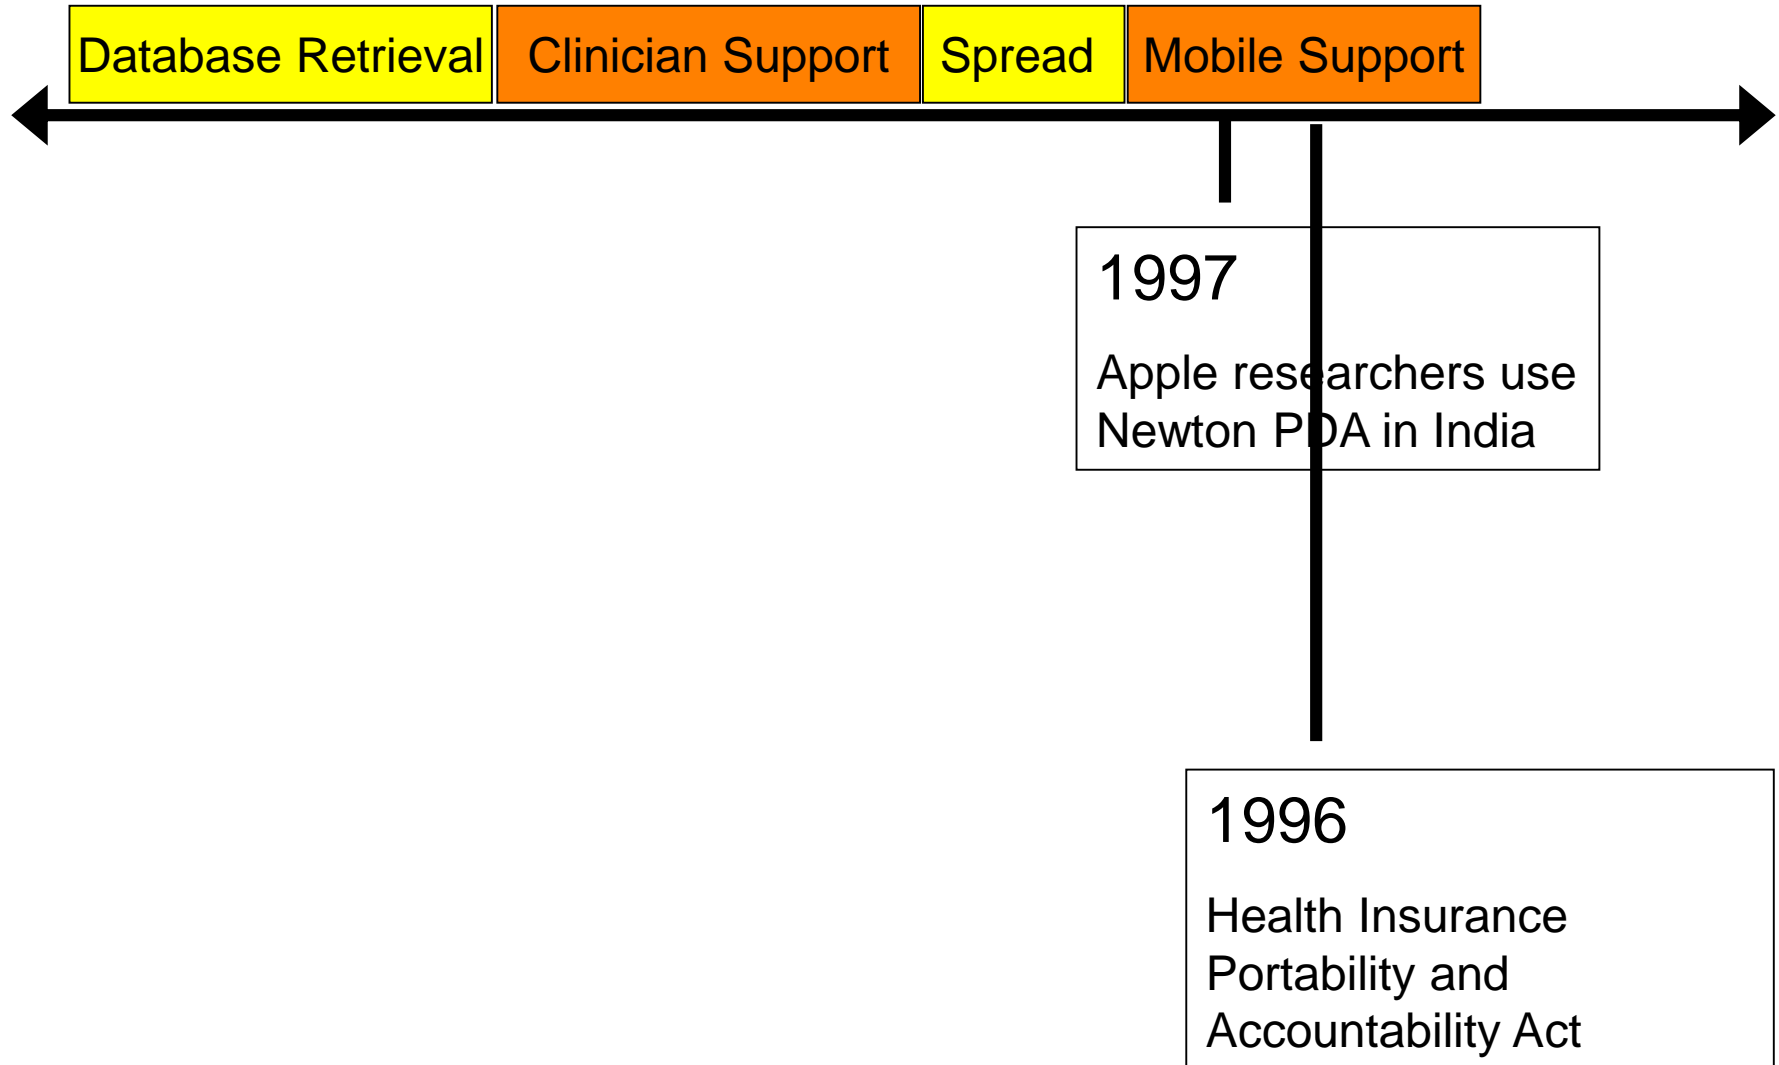 Database Retrieval
Clinician Support
Spread
Mobile Support
1997
Apple researchers use
Newton PDA in India
1996
Health Insurance
Portability and
Accountability Act